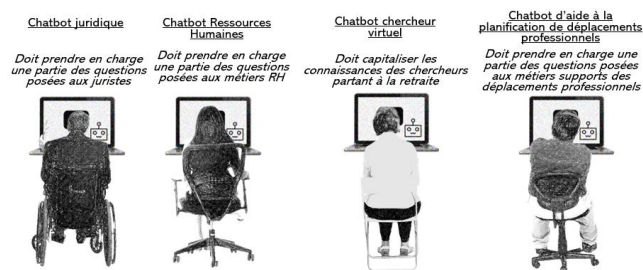 Chatbot juridique
Doit prendre en charge
une partie des questions
posées aux juristes
Chatbot Ressources
Humaines
Doit prendre en charge
une partie des questions
posées aux métiers RH
Chatbot chercheur
virtuel
Doit capitaliser les
connaissances des chercheurs
partant à la retraite
Chatbot d'aide à la
planification de déplacements
professionnels
Doit prendre en charge une
partie des questions posées
aux métiers supports des
déplacements professionnels